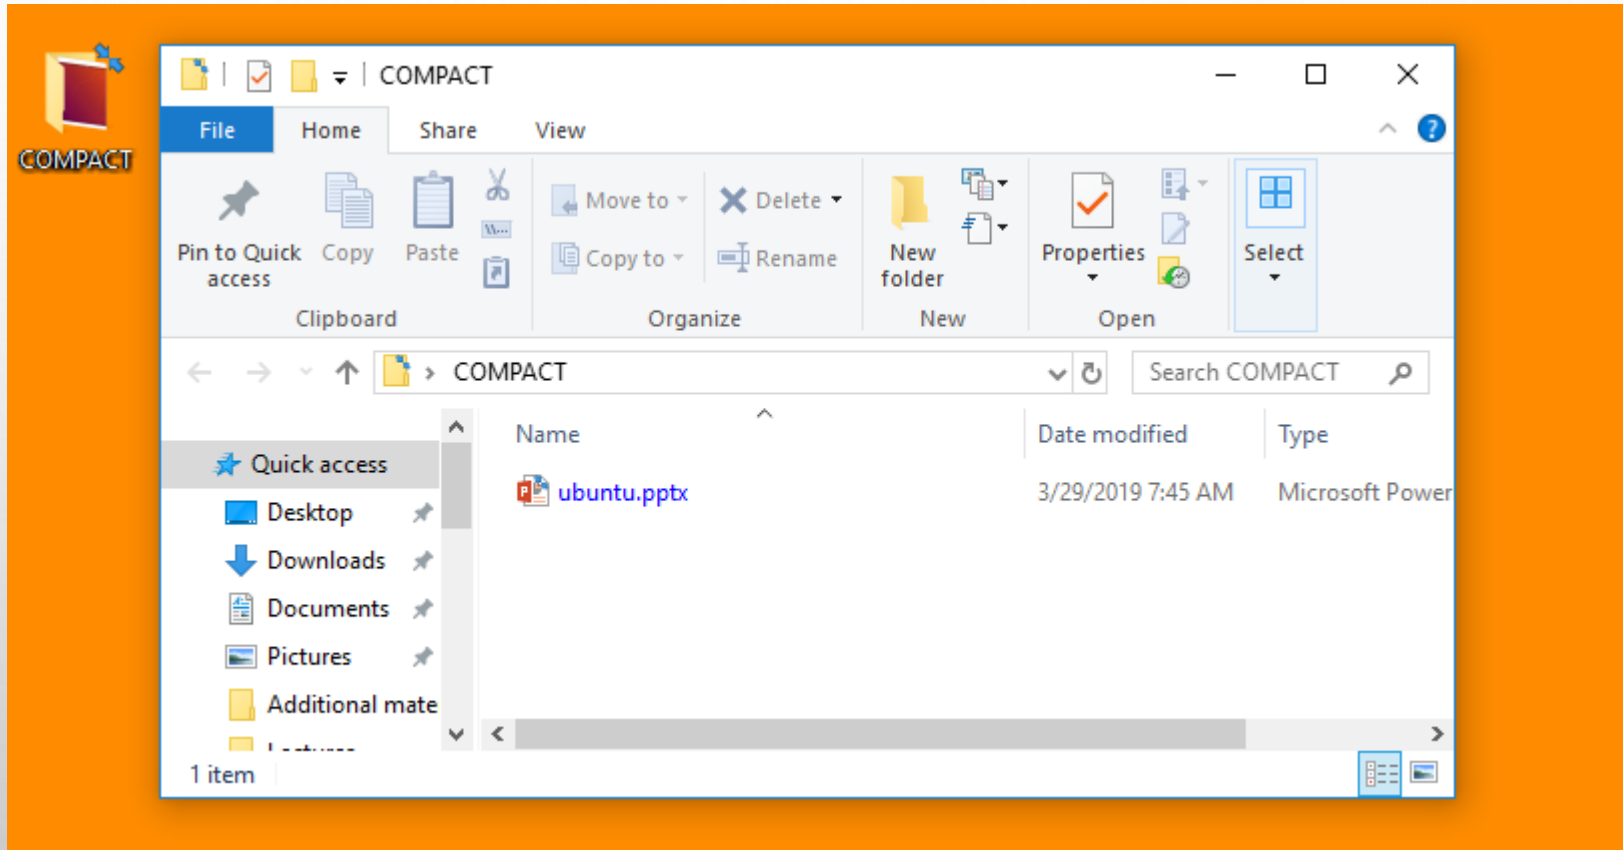 COMPACT
COMPACT
File Home Share View
Pin to Quick access
Copy
Paste
Clipboard
Move to
Copy to
Delete
Rename
Organize
New folder
New
Properties
Open
Select
COMPACT
Search COMPACT
Name Date modified Type
ubuntu.pptx 3/29/2019 7:45 AM Microsoft Power
Quick access
Desktop
Downloads
Documents
Pictures
Additional mate
1 item